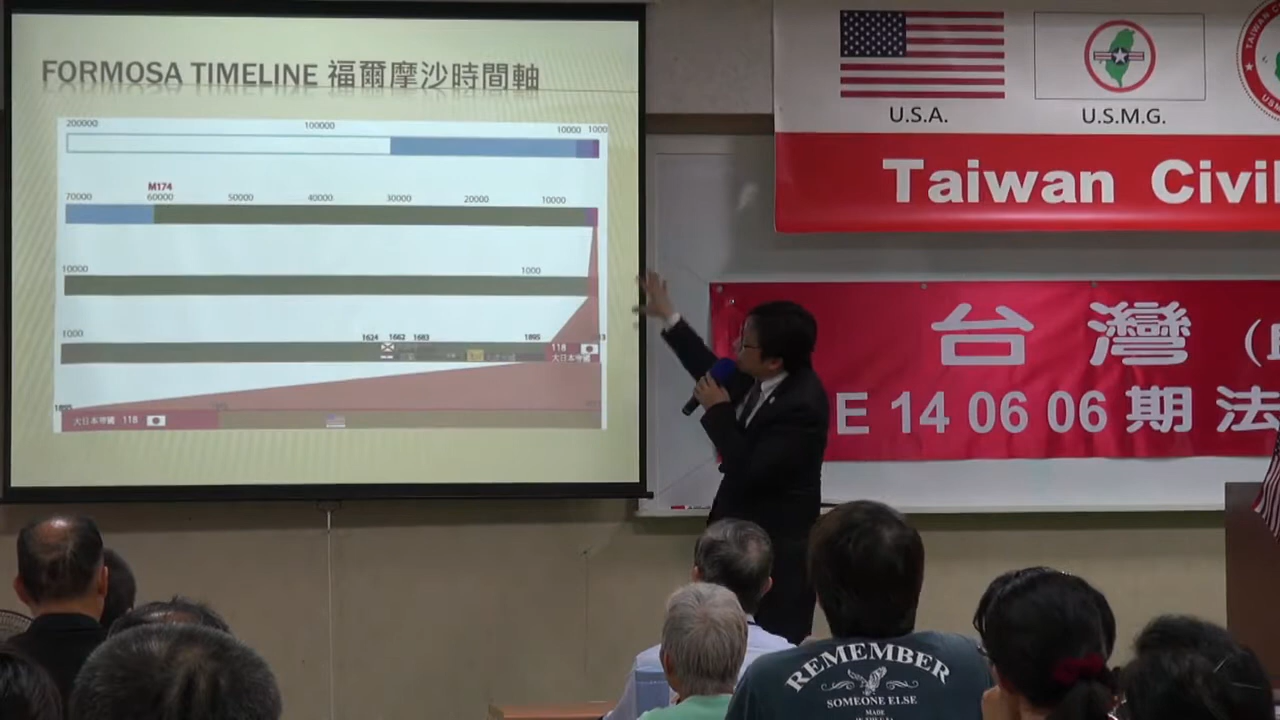 FORMOSA TIMELINE 福爾摩沙時間軸
200000 100000 10000 1000
M174
70000 60000 50000 40000 30000 20000 10000
10000 1000
1000 1624 1662 1683 1895
118
大日本帝國
1895
大日本帝國 118
U.S.A.
U.S.M.G.
Taiwan Civil
台灣
E 14 06 06 期 法
REMEMBER
SOMEONE ELSE
MADE